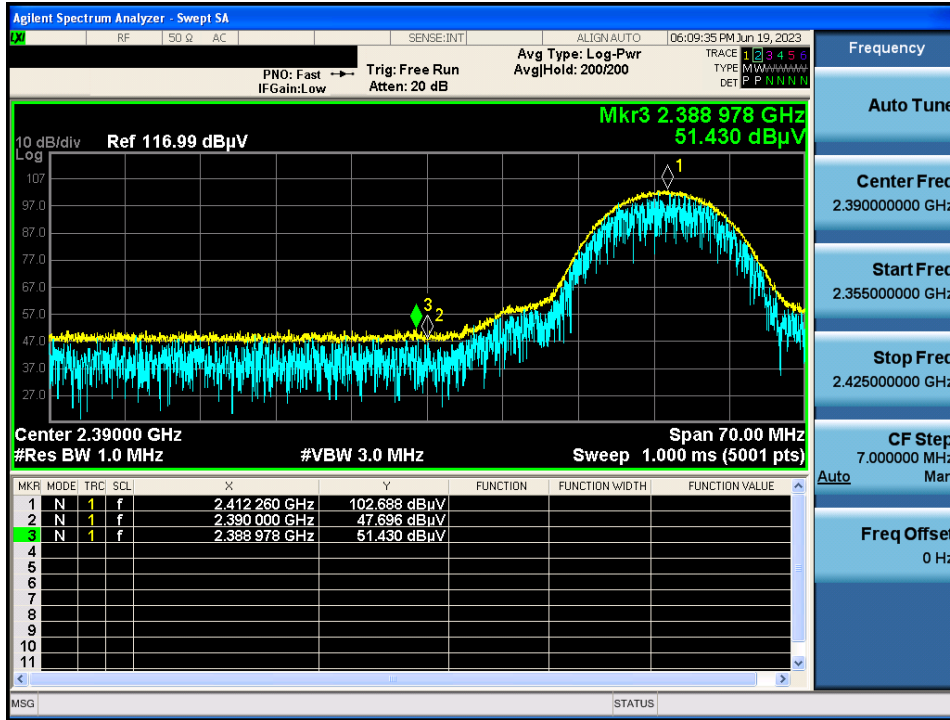 Agilent Spectrum Analyzer - Swept SA
LXI RF 50 Ω AC SENSE:INT ALIGN AUTO 06:09:35 PM Jun 19, 2023
Frequency
PNO: Fast
IFGain:Low
Trig: Free Run
Atten: 20 dB
Avg Type: Log-Pwr
Avg|Hold: 200/200
TRACE 1 2 3 4 5 6
TYPE MWWWWWW
DET P P N N N N
Auto Tune
Mkr3 2.388 978 GHz
51.430 dBµV
10 dB/div Ref 116.99 dBµV
Log
107
97.0
87.0
77.0
67.0
57.0
47.0
37.0
27.0
1
3
2
Center 2.39000 GHz Span 70.00 MHz
#Res BW 1.0 MHz #VBW 3.0 MHz Sweep 1.000 ms (5001 pts)
Center Freq
2.390000000 GHz
Start Freq
2.355000000 GHz
Stop Freq
2.425000000 GHz
CF Step
7.000000 MHz
Auto Man
Freq Offset
0 Hz
MKR MODE TRC SCL X Y FUNCTION FUNCTION WIDTH FUNCTION VALUE
1 N 1 f 2.412 260 GHz 102.688 dBµV
2 N 1 f 2.390 000 GHz 47.696 dBµV
3 N 1 f 2.388 978 GHz 51.430 dBµV
4
5
6
7
8
9
10
11
MSG STATUS